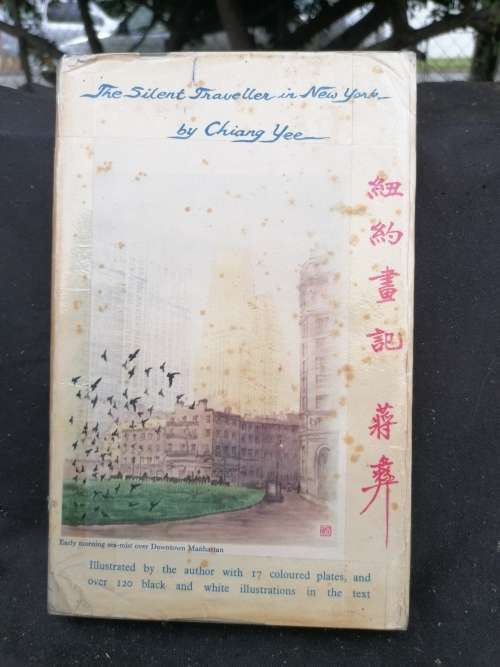 The Silent Traveller in New York
by Chiang Yee
紐約畫記 蔣彝
Early morning sea-mist over Downtown Manhattan
Illustrated by the author with 17 coloured plates, and
over 120 black and white illustrations in the text